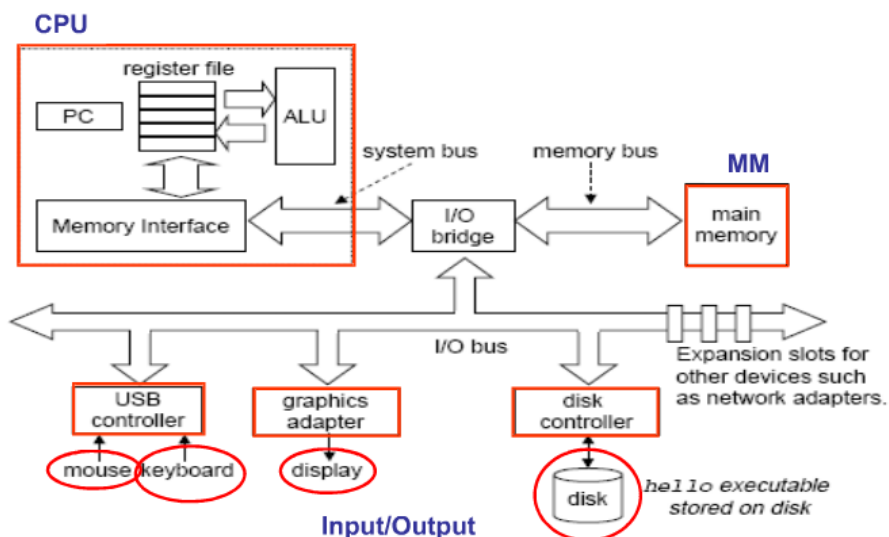 CPU
register file
PC
ALU
system bus
memory bus
MM
Memory Interface
I/O
bridge
main
memory
I/O bus
Expansion slots for
other devices such
as network adapters.
USB
controller
graphics
adapter
disk
controller
mouse
keyboard
display
disk
hello executable
stored on disk
Input/Output